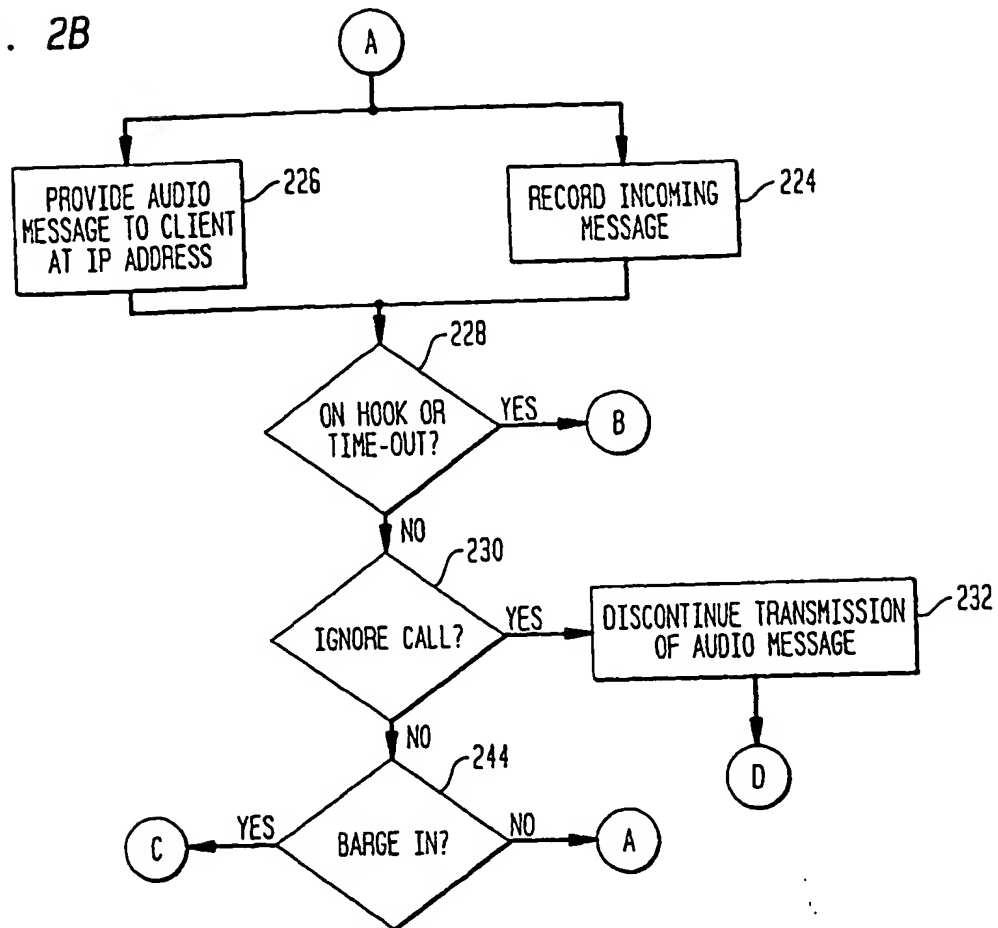 . 2B
A
PROVIDE AUDIO
MESSAGE TO CLIENT
AT IP ADDRESS
226
RECORD INCOMING
MESSAGE
224
228
ON HOOK OR
TIME-OUT?
YES
B
NO
230
IGNORE CALL?
YES
DISCONTINUE TRANSMISSION
OF AUDIO MESSAGE
232
NO
D
244
C
YES
BARGE IN?
NO
A